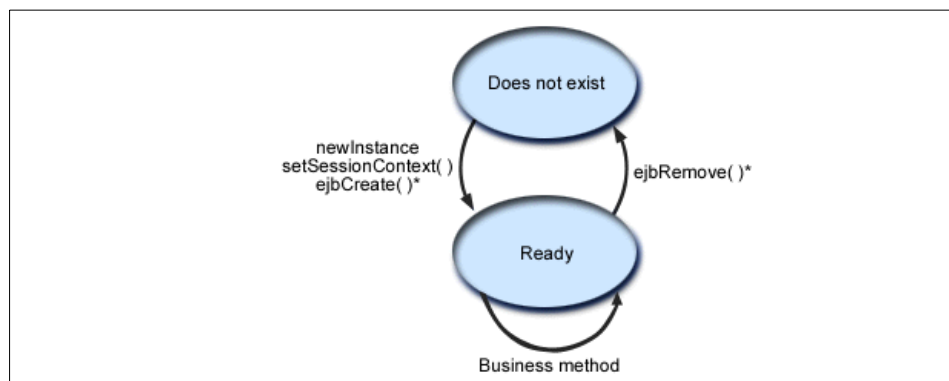 Does not exist
newInstance
setSessionContext( )
ejbCreate( )*
ejbRemove( )*
Ready
Business method